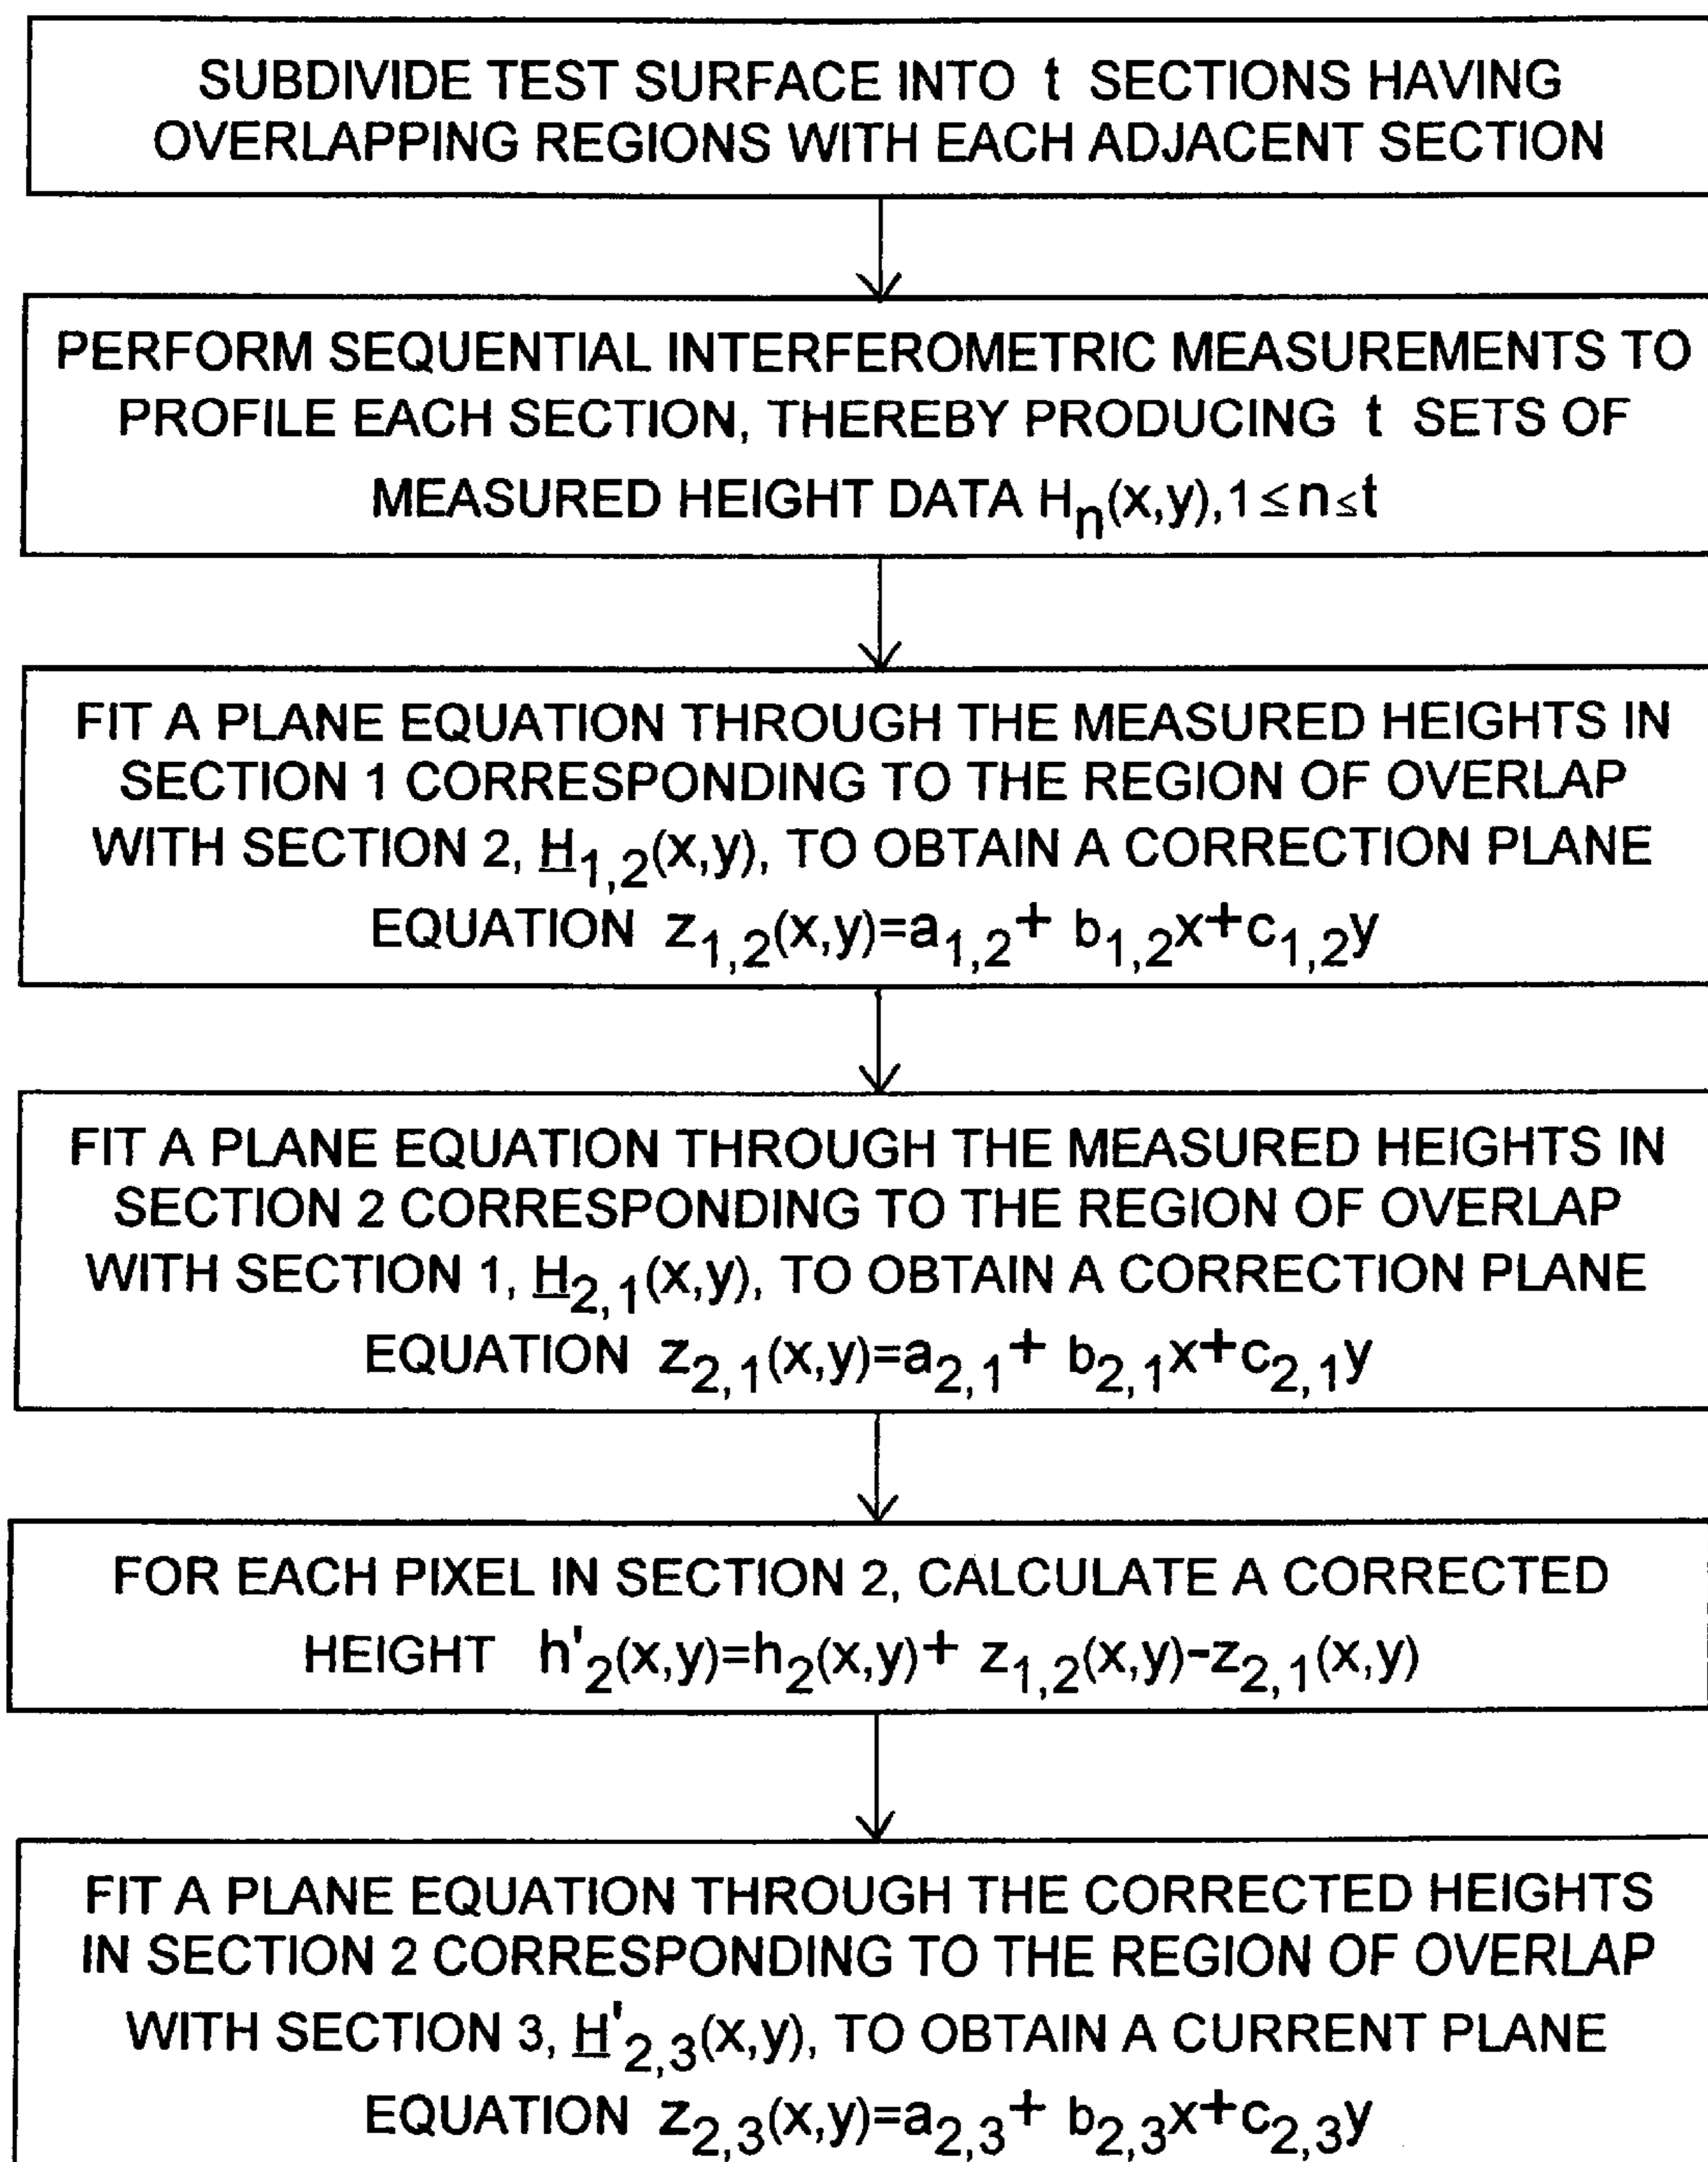 SUBDIVIDE TEST SURFACE INTO t SECTIONS HAVING
OVERLAPPING REGIONS WITH EACH ADJACENT SECTION
PERFORM SEQUENTIAL INTERFEROMETRIC MEASUREMENTS TO
PROFILE EACH SECTION, THEREBY PRODUCING t SETS OF
MEASURED HEIGHT DATA Hₙ(x,y),1≤n≤t
FIT A PLANE EQUATION THROUGH THE MEASURED HEIGHTS IN
SECTION 1 CORRESPONDING TO THE REGION OF OVERLAP
WITH SECTION 2, H̲₁,₂(x,y), TO OBTAIN A CORRECTION PLANE
EQUATION z₁,₂(x,y)=a₁,₂+ b₁,₂x+c₁,₂y
FIT A PLANE EQUATION THROUGH THE MEASURED HEIGHTS IN
SECTION 2 CORRESPONDING TO THE REGION OF OVERLAP
WITH SECTION 1, H̲₂,₁(x,y), TO OBTAIN A CORRECTION PLANE
EQUATION z₂,₁(x,y)=a₂,₁+ b₂,₁x+c₂,₁y
FOR EACH PIXEL IN SECTION 2, CALCULATE A CORRECTED
HEIGHT h'₂(x,y)=h₂(x,y)+ z₁,₂(x,y)-z₂,₁(x,y)
FIT A PLANE EQUATION THROUGH THE CORRECTED HEIGHTS
IN SECTION 2 CORRESPONDING TO THE REGION OF OVERLAP
WITH SECTION 3, H̲'₂,₃(x,y), TO OBTAIN A CURRENT PLANE
EQUATION z₂,₃(x,y)=a₂,₃+ b₂,₃x+c₂,₃y